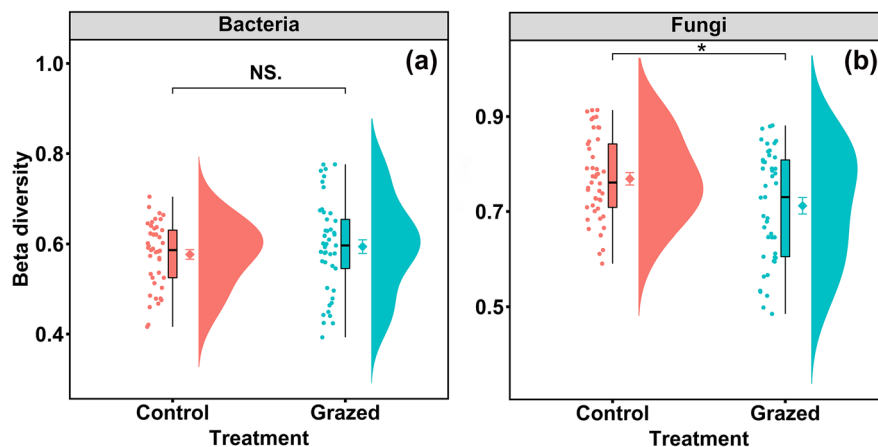 Bacteria
Fungi
(a)
(b)
NS.
*
Beta diversity
1.0
0.8
0.6
0.4
0.9
0.7
0.5
Control
Grazed
Control
Grazed
Treatment
Treatment